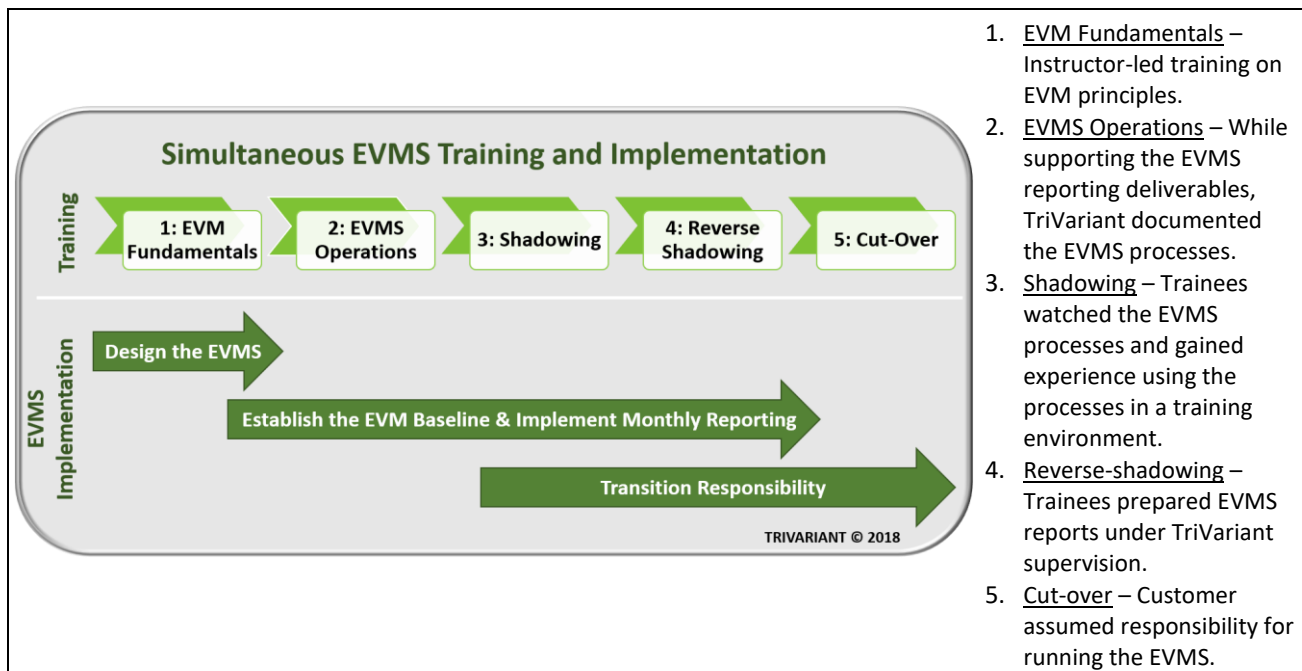 Simultaneous EVMS Training and Implementation
Training
1: EVM
Fundamentals
2: EVMS
Operations
3: Shadowing
4: Reverse
Shadowing
5: Cut-Over
EVMS
Implementation
Design the EVMS
Establish the EVM Baseline & Implement Monthly Reporting
Transition Responsibility
TRIVARIANT © 2018
1. EVM Fundamentals –
Instructor-led training on
EVM principles.
2. EVMS Operations – While
supporting the EVMS
reporting deliverables,
TriVariant documented
the EVMS processes.
3. Shadowing – Trainees
watched the EVMS
processes and gained
experience using the
processes in a training
environment.
4. Reverse-shadowing –
Trainees prepared EVMS
reports under TriVariant
supervision.
5. Cut-over – Customer
assumed responsibility for
running the EVMS.